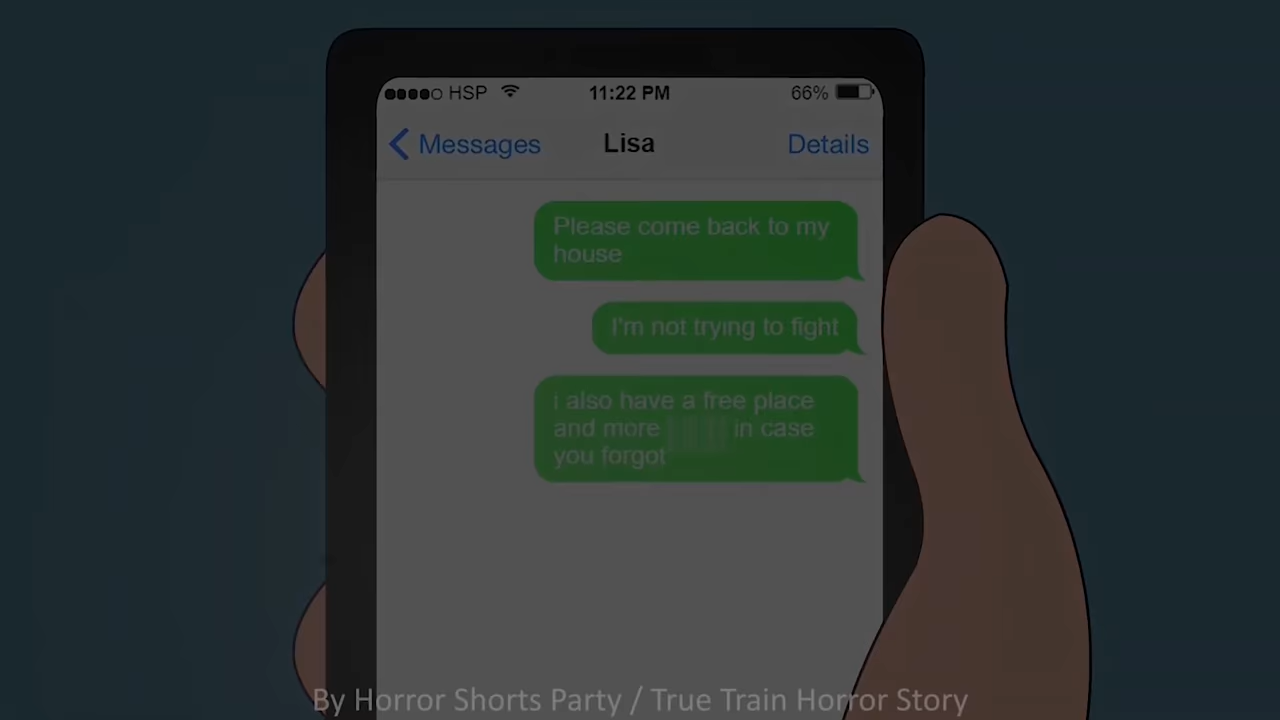 HSP 11:22 PM 66%
Messages Lisa Details
Please come back to my
house
I'm not trying to fight
i also have a free place
and more in case
you forgot
By Horror Shorts Party / True Train Horror Story